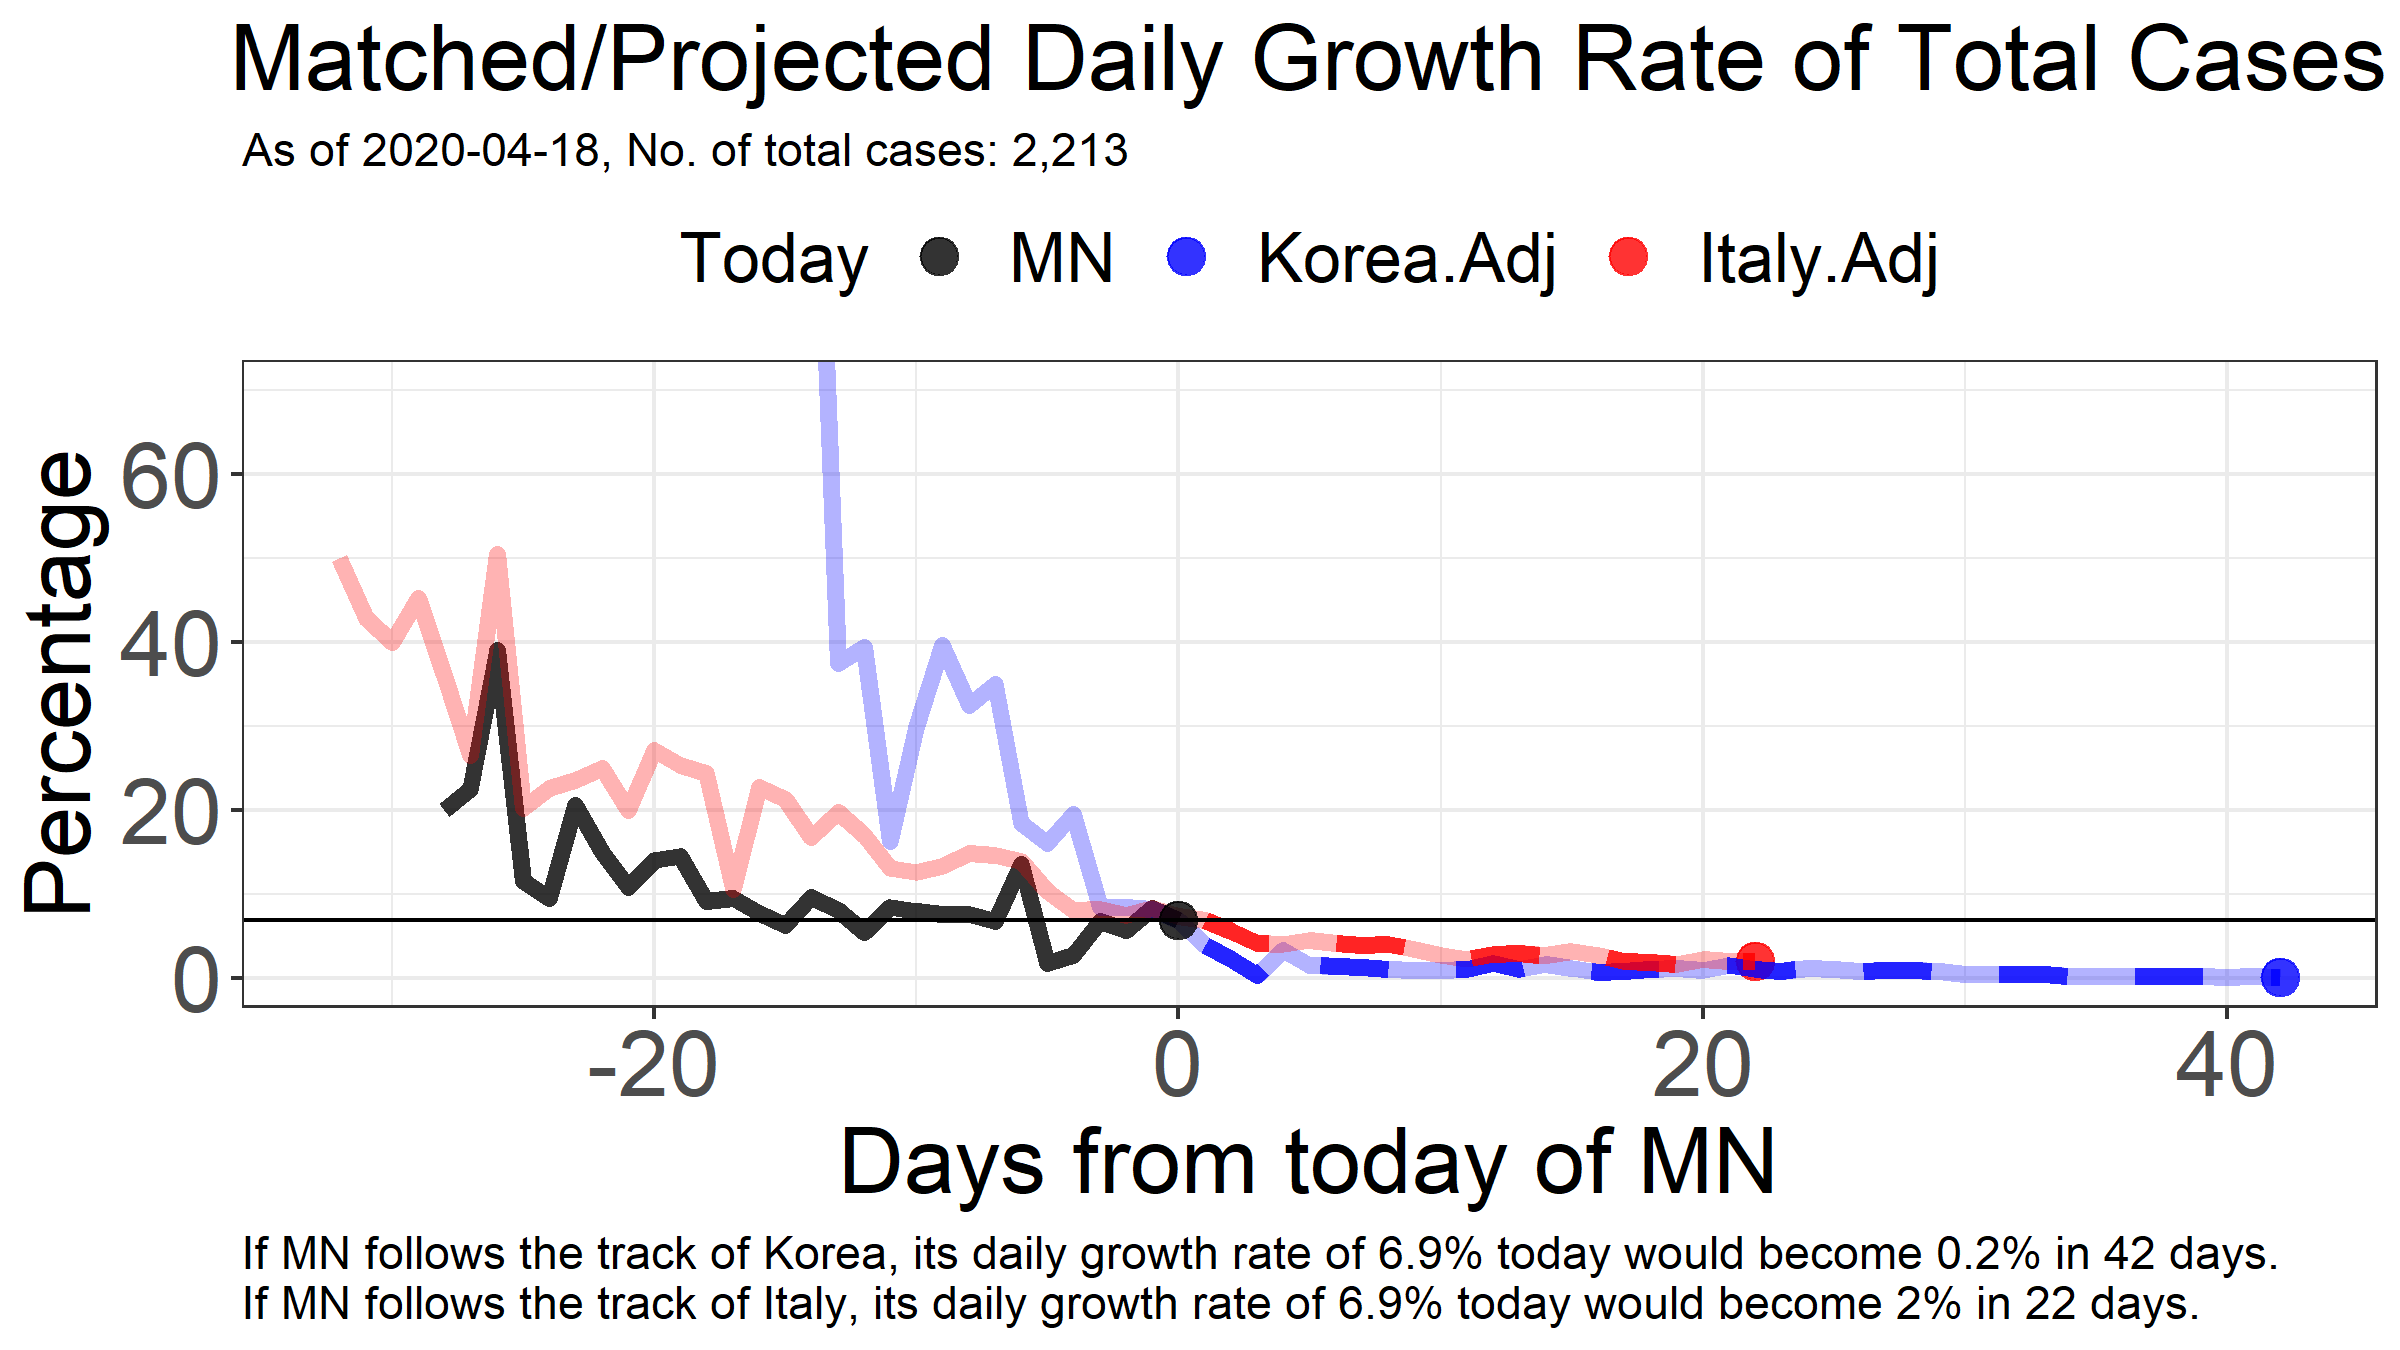 Matched/Projected Daily Growth Rate of Total Cases
As of 2020-04-18, No. of total cases: 2,213
Today MN Korea.Adj Italy.Adj
Percentage
60
40
20
0
-20 0 20 40
Days from today of MN
If MN follows the track of Korea, its daily growth rate of 6.9% today would become 0.2% in 42 days.
If MN follows the track of Italy, its daily growth rate of 6.9% today would become 2% in 22 days.